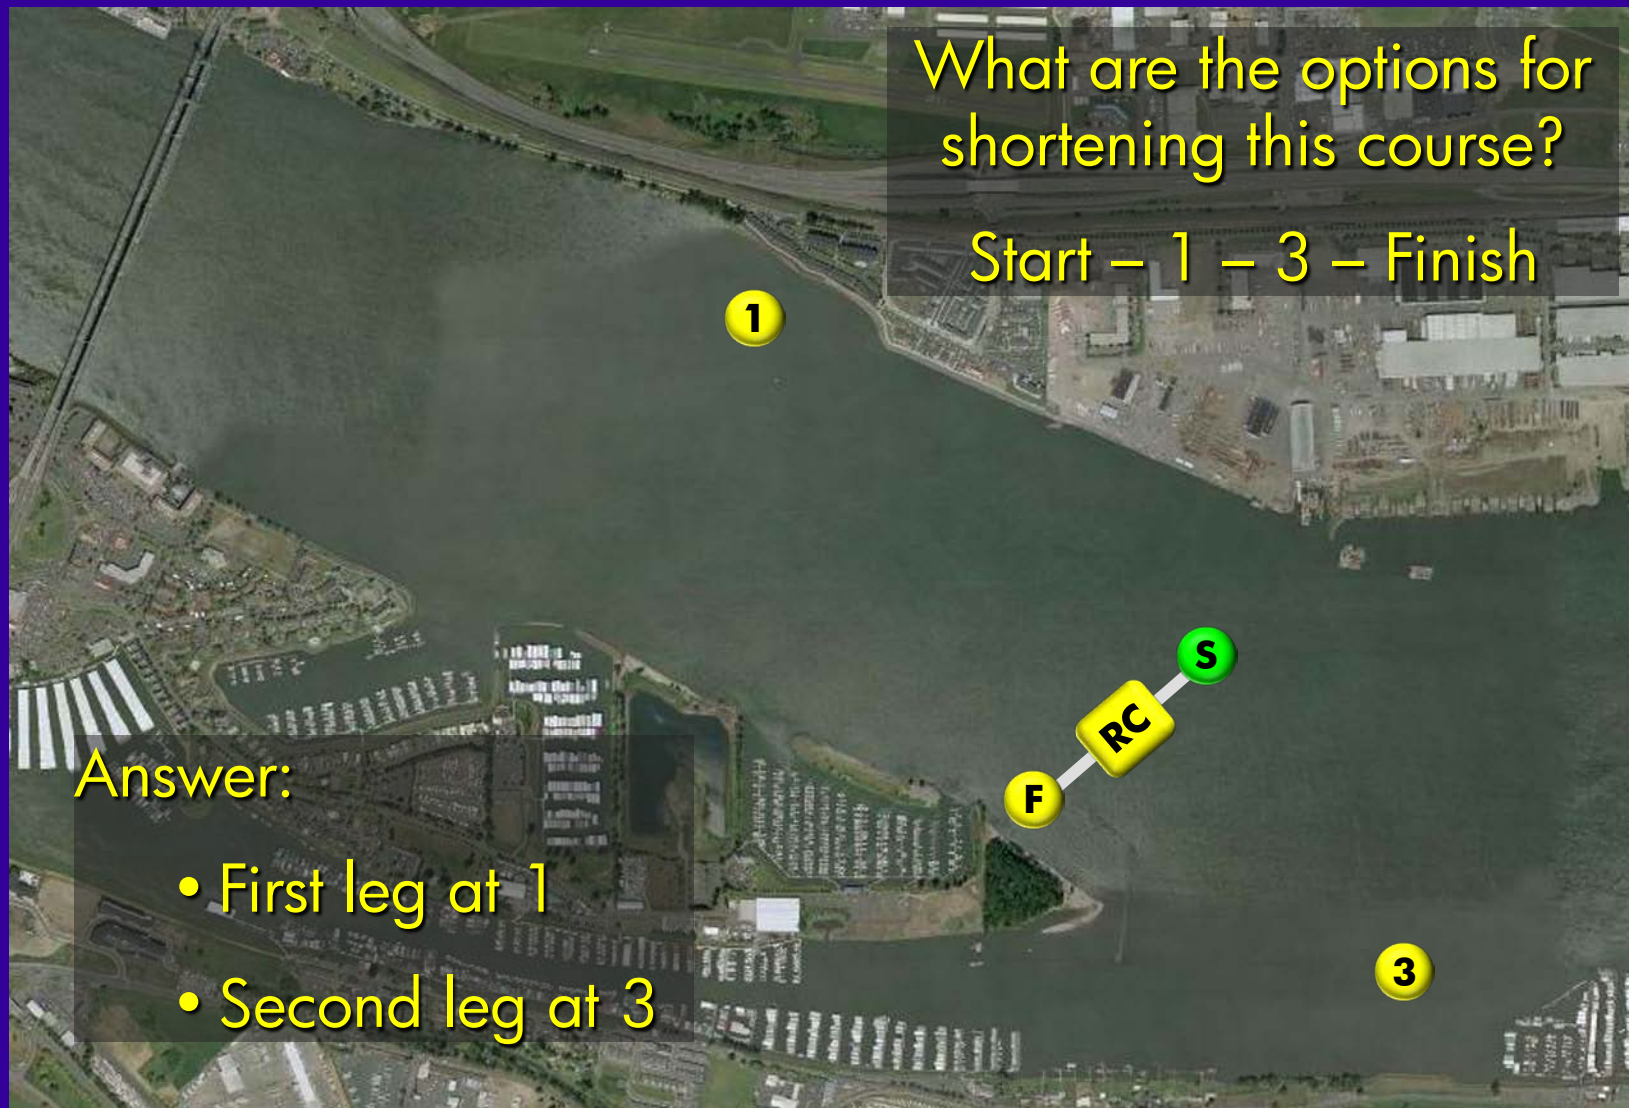 What are the options for
shortening this course?
Start – 1 – 3 – Finish
1
S
RC
F
3
Answer:
• First leg at 1
• Second leg at 3